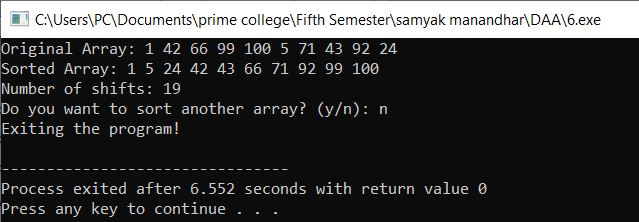 C:\Users\PC\Documents\prime college\Fifth Semester\samyak manandhar\DAA\6.exe
Original Array: 1 42 66 99 100 5 71 43 92 24
Sorted Array: 1 5 24 42 43 66 71 92 99 100
Number of shifts: 19
Do you want to sort another array? (y/n): n
Exiting the program!
--------------------------------
Process exited after 6.552 seconds with return value 0
Press any key to continue . . .